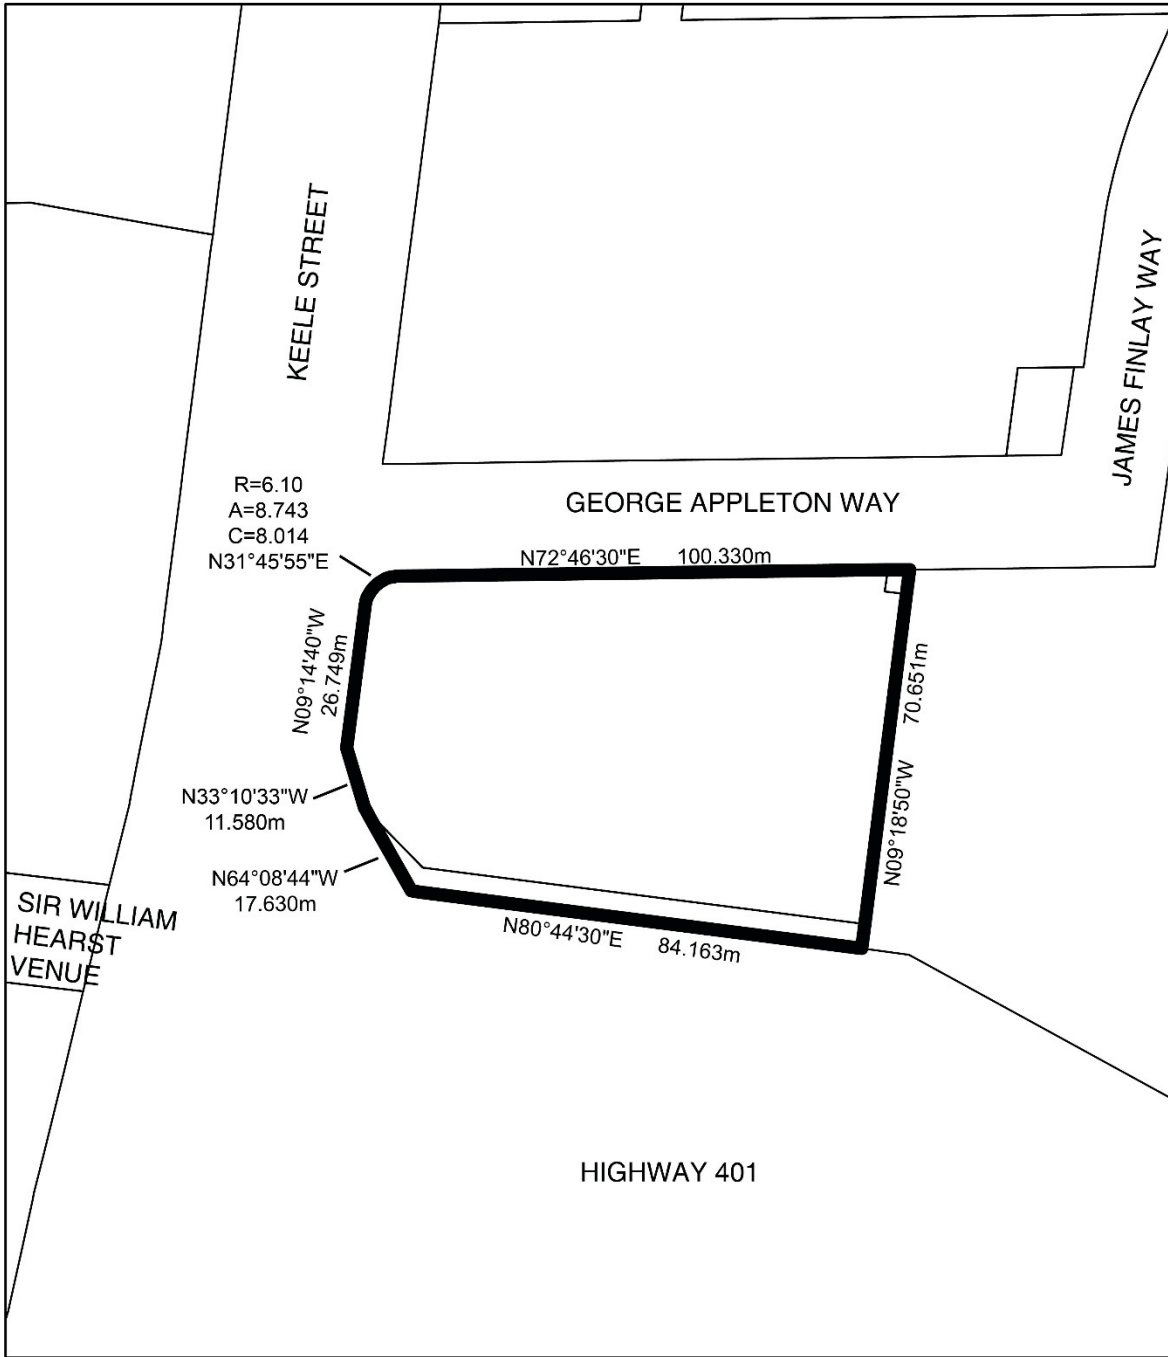 KEELE STREET
JAMES FINLAY WAY
R=6.10
A=8.743
C=8.014
N31°45'55"E
GEORGE APPLETON WAY
N72°46'30"E 100.330m
N09°14'40"W
26.749m
70.651m
N09°18'50"W
N33°10'33"W
11.580m
N64°08'44"W
17.630m
SIR WILLIAM
HEARST
VENUE
N80°44'30"E 84.163m
HIGHWAY 401